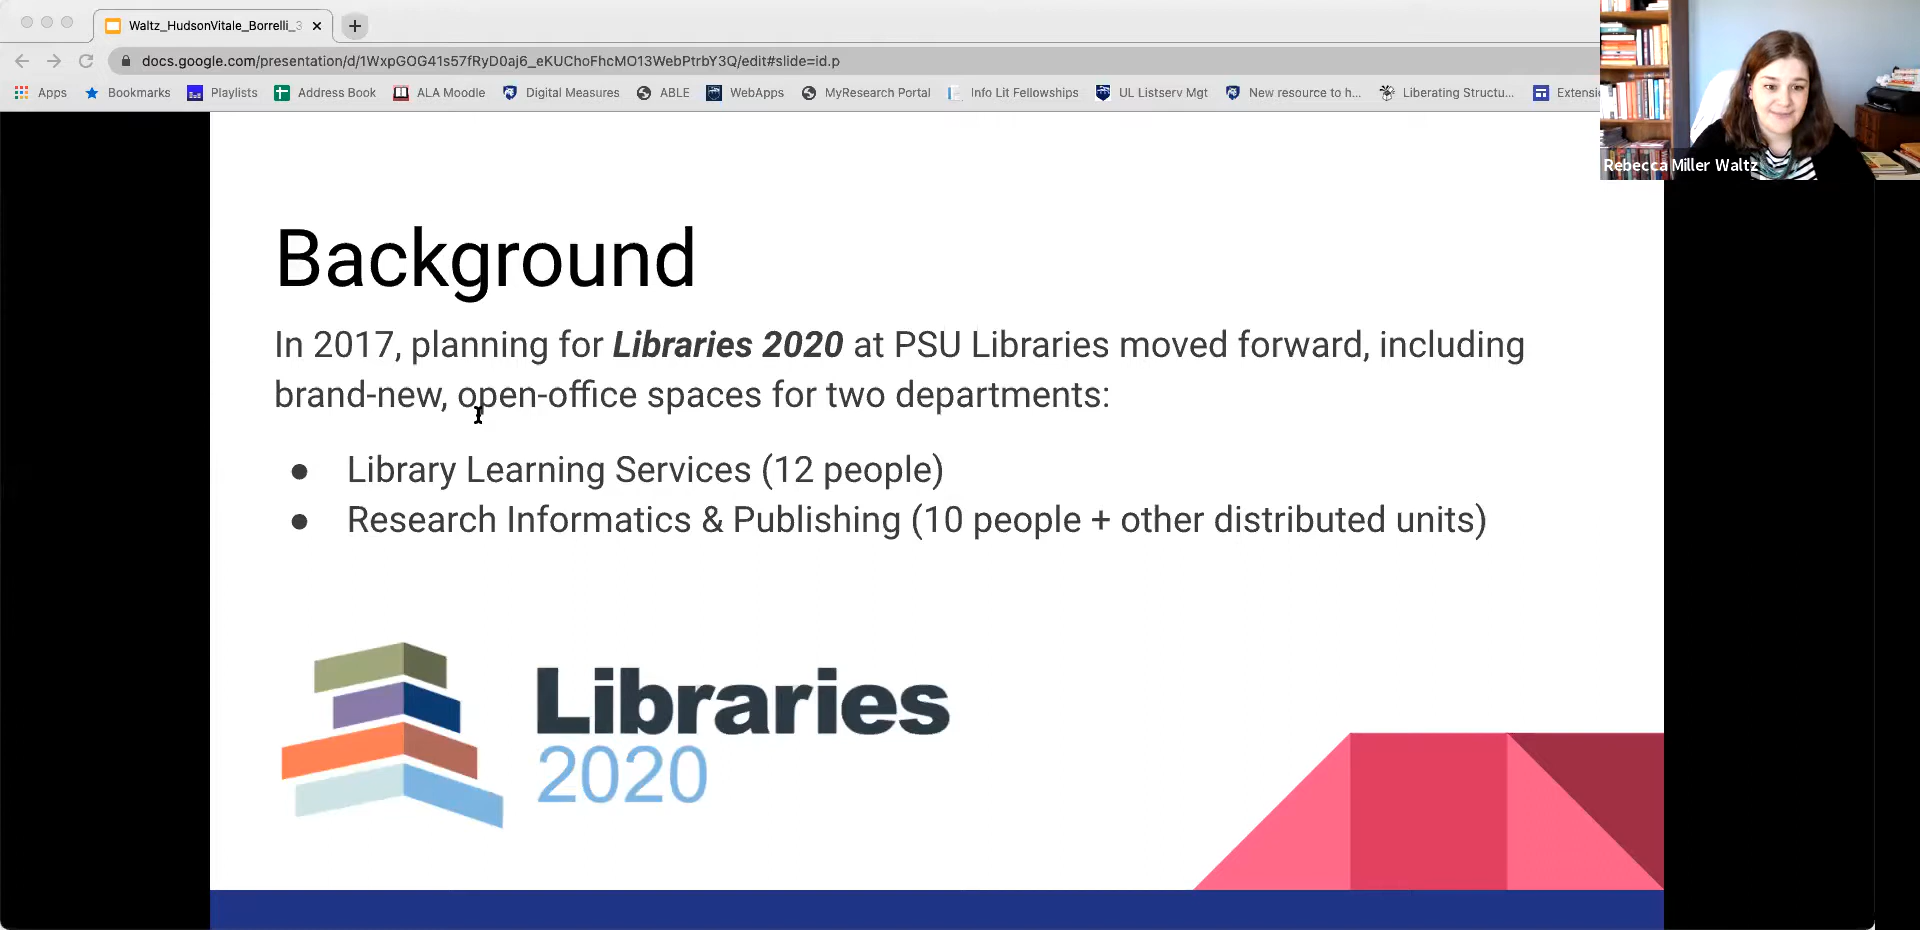 Waltz_HudsonVitale_Borrelli_3
docs.google.com/presentation/d/1WxpGOG41s57fRyD0aj6_eKUChoFhcMO13WebPtrbY3Q/edit#slide=id.p
Apps Bookmarks Playlists Address Book ALA Moodle Digital Measures ABLE WebApps MyResearch Portal Info Lit Fellowships UL Listserv Mgt New resource to h... Liberating Structu... Extensi
Rebecca Miller Waltz
Background
In 2017, planning for Libraries 2020 at PSU Libraries moved forward, including
brand-new, open-office spaces for two departments:
● Library Learning Services (12 people)
● Research Informatics & Publishing (10 people + other distributed units)
Libraries
2020